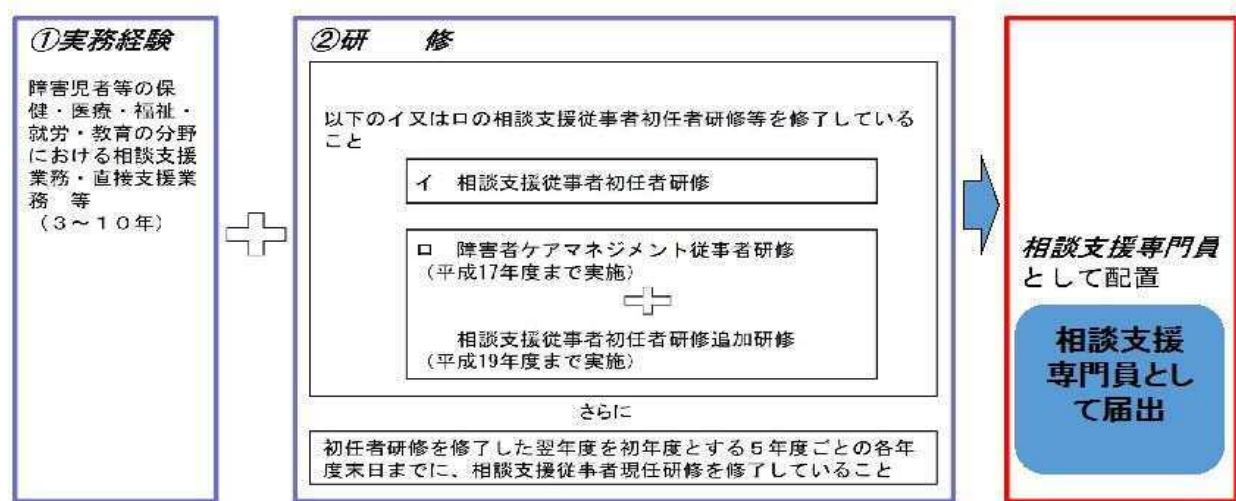 ①実務経験
障害児者等の保
健・医療・福祉・
就労・教育の分野
における相談支援
業務・直接支援業
務　等
（３～１０年）
②研　　修
以下のイ又はロの相談支援従事者初任者研修等を修了している
こと
イ　相談支援従事者初任者研修
ロ　障害者ケアマネジメント従事者研修
（平成17年度まで実施）
相談支援従事者初任者研修追加研修
（平成19年度まで実施）
さらに
初任者研修を修了した翌年度を初年度とする５年度ごとの各年
度末日までに、相談支援従事者現任研修を修了していること
相談支援専門員
として配置
相談支援
専門員とし
て届出